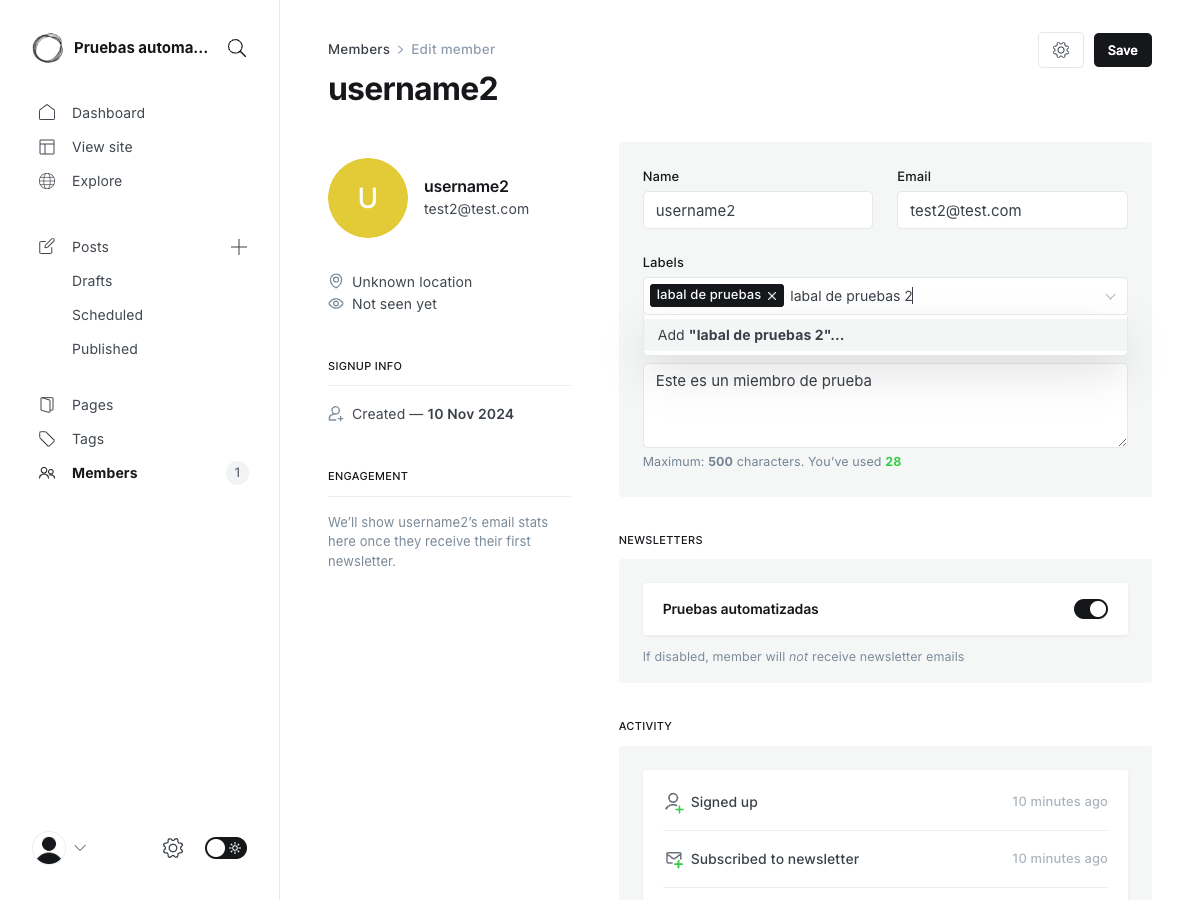 Pruebas automa...
Dashboard
View site
Explore
Posts
Drafts
Scheduled
Published
Pages
Tags
Members
1
Members
Edit member
username2
Save
U
username2
test2@test.com
Unknown location
Not seen yet
SIGNUP INFO
Created — 10 Nov 2024
ENGAGEMENT
We'll show username2's email stats
here once they receive their first
newsletter.
Name
Email
username2
test2@test.com
Labels
labal de pruebas
labal de pruebas 2
Add "labal de pruebas 2"...
Este es un miembro de prueba
Maximum: 500 characters. You've used 28
NEWSLETTERS
Pruebas automatizadas
If disabled, member will not receive newsletter emails
ACTIVITY
Signed up
10 minutes ago
Subscribed to newsletter
10 minutes ago